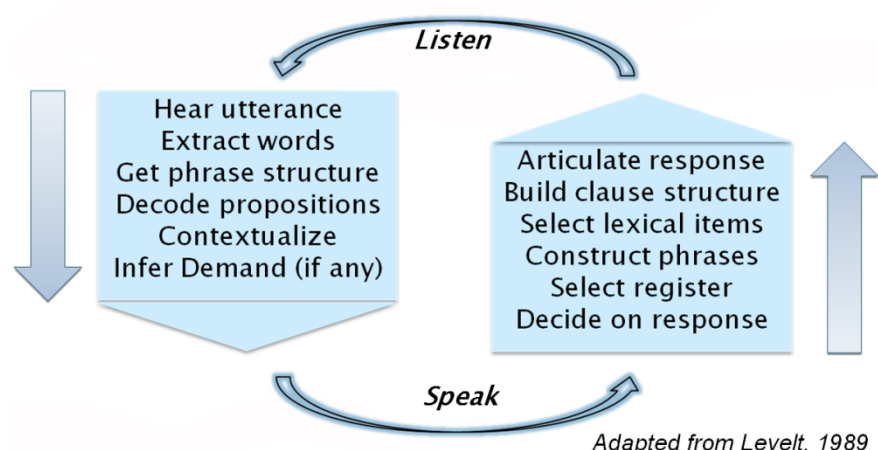 Listen
Hear utterance
Extract words
Get phrase structure
Decode propositions
Contextualize
Infer Demand (if any)
Articulate response
Build clause structure
Select lexical items
Construct phrases
Select register
Decide on response
Speak
Adapted from Levelt, 1989